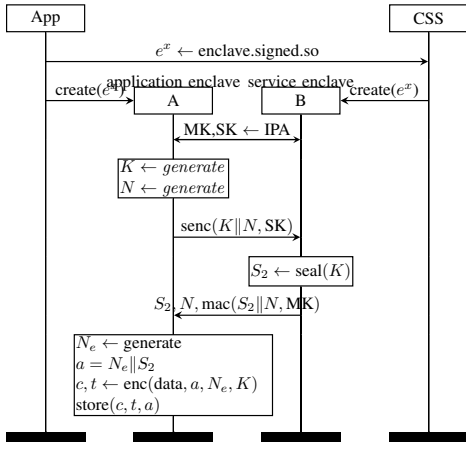 App CSS
e^x ← enclave.signed.so
application enclave service enclave
create(e^x) A B create(e^x)
MK,SK ← IPA
K ← generate
N ← generate
senc(K‖N, SK)
S_2 ← seal(K)
S_2, N, mac(S_2‖N, MK)
N_e ← generate
a = N_e‖S_2
c, t ← enc(data, a, N_e, K)
store(c, t, a)